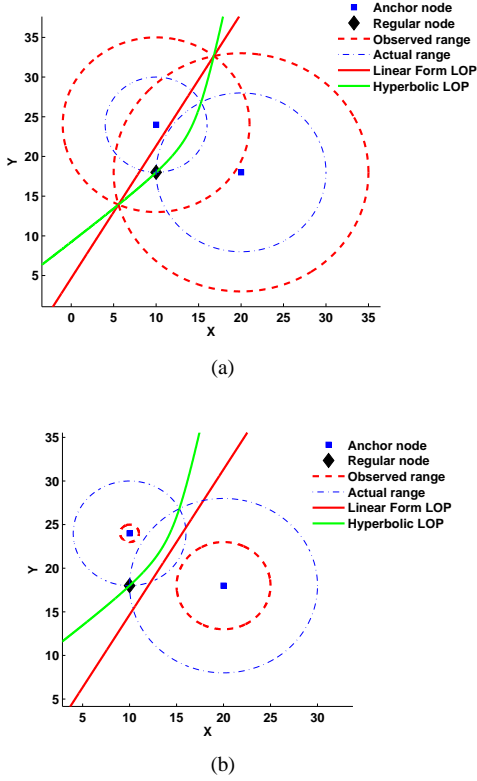 Anchor node
Regular node
Observed range
Actual range
Linear Form LOP
Hyperbolic LOP
35
30
25
20
15
10
5
Y
0 5 10 15 20 25 30 35
X
(a)
Anchor node
Regular node
Observed range
Actual range
Linear Form LOP
Hyperbolic LOP
35
30
25
20
15
10
5
Y
5 10 15 20 25 30
X
(b)